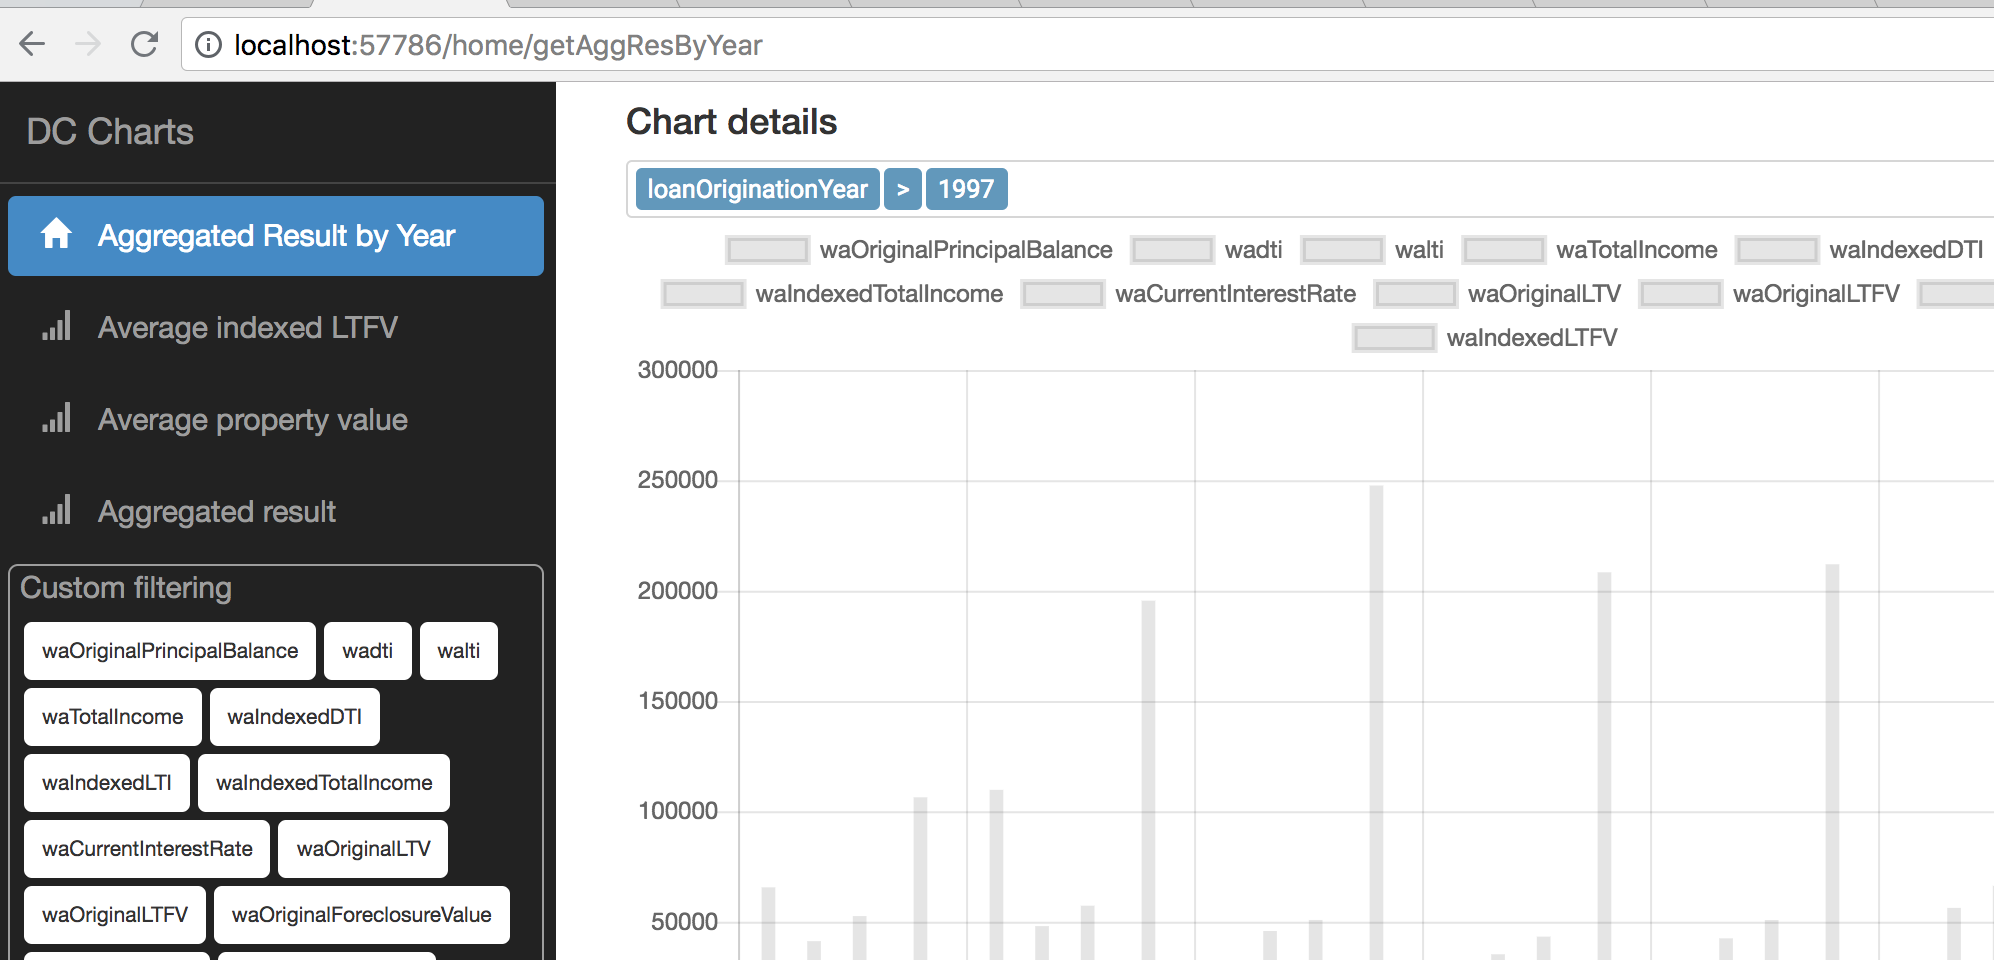 localhost:57786/home/getAggResByYear
DC Charts
Aggregated Result by Year
Average indexed LTFV
Average property value
Aggregated result
Custom filtering
waOriginalPrincipalBalance wadti walti
waTotalIncome waIndexedDTI
waIndexedLTI waIndexedTotalIncome
waCurrentInterestRate waOriginalLTV
waOriginalLTFV waOriginalForeclosureValue
Chart details
loanOriginationYear > 1997
waOriginalPrincipalBalance wadti walti waTotalIncome waIndexedDTI
waIndexedTotalIncome waCurrentInterestRate waOriginalLTV waOriginalLTFV
waIndexedLTFV
300000
250000
200000
150000
100000
50000